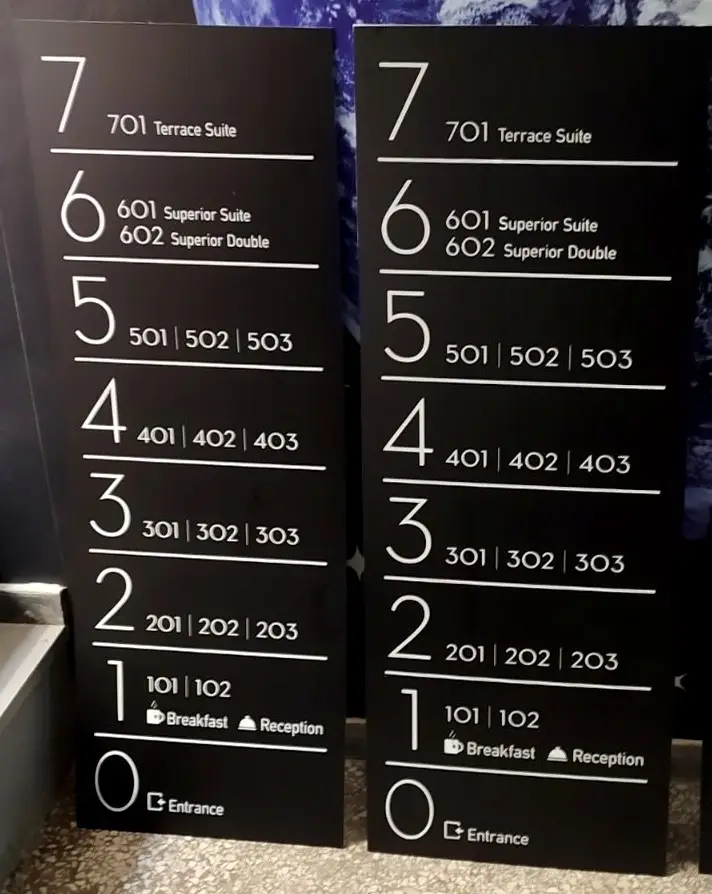 7
701 Terrace Suite
6
601 Superior Suite
602 Superior Double
5
501 | 502 | 503
4
401 | 402 | 403
3
301 | 302 | 303
2
201 | 202 | 203
1
101 | 102
Breakfast Reception
0
Entrance
7
701 Terrace Suite
6
601 Superior Suite
602 Superior Double
5
501 | 502 | 503
4
401 | 402 | 403
3
301 | 302 | 303
2
201 | 202 | 203
1
101 | 102
Breakfast Reception
0
Entrance